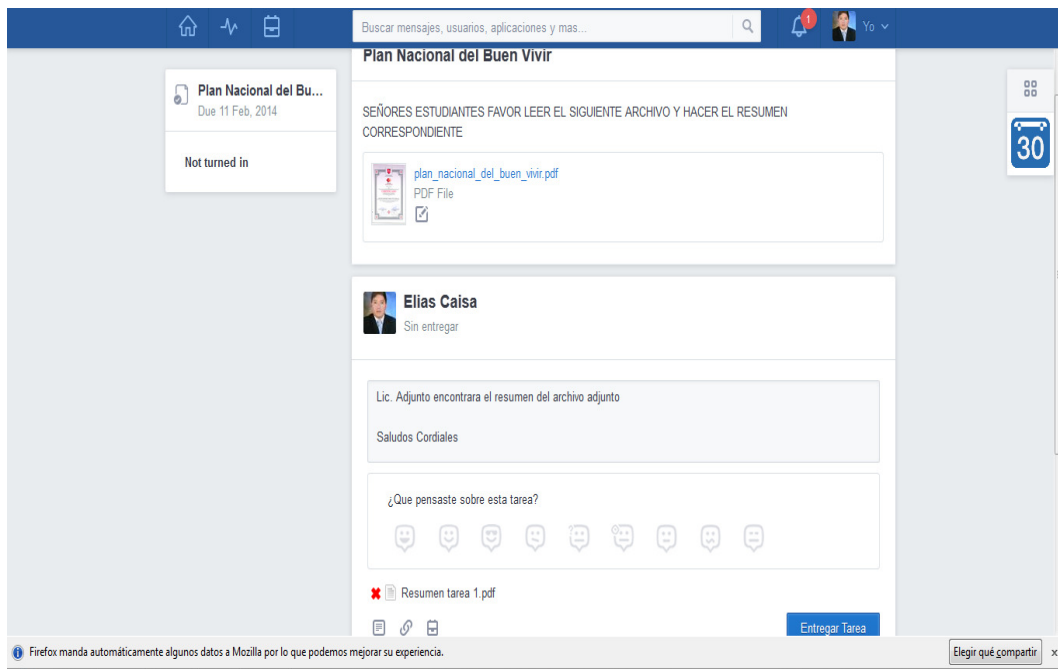 Buscar mensajes, usuarios, aplicaciones y mas...
1
Yo
Plan Nacional del Bu...
Due 11 Feb, 2014
Not turned in
Plan Nacional del Buen Vivir
SEÑORES ESTUDIANTES FAVOR LEER EL SIGUIENTE ARCHIVO Y HACER EL RESUMEN
CORRESPONDIENTE
plan_nacional_del_buen_vivir.pdf
PDF File
30
Elias Caisa
Sin entregar
Lic. Adjunto encontrara el resumen del archivo adjunto
Saludos Cordiales
¿Que pensaste sobre esta tarea?
Resumen tarea 1.pdf
Entregar Tarea
Firefox manda automáticamente algunos datos a Mozilla por lo que podemos mejorar su experiencia.
Elegir qué compartir
x